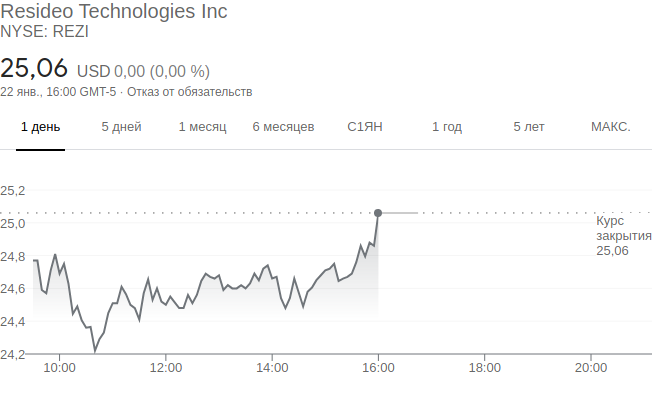 Resideo Technologies Inc
NYSE: REZI
25,06 USD 0,00 (0,00 %)
22 янв., 16:00 GMT-5 · Отказ от обязательств
1 день 5 дней 1 месяц 6 месяцев С1ЯН 1 год 5 лет МАКС.
25,2
25,0
24,8
24,6
24,4
24,2
Курс
закрытия
25,06
10:00 12:00 14:00 16:00 18:00 20:00